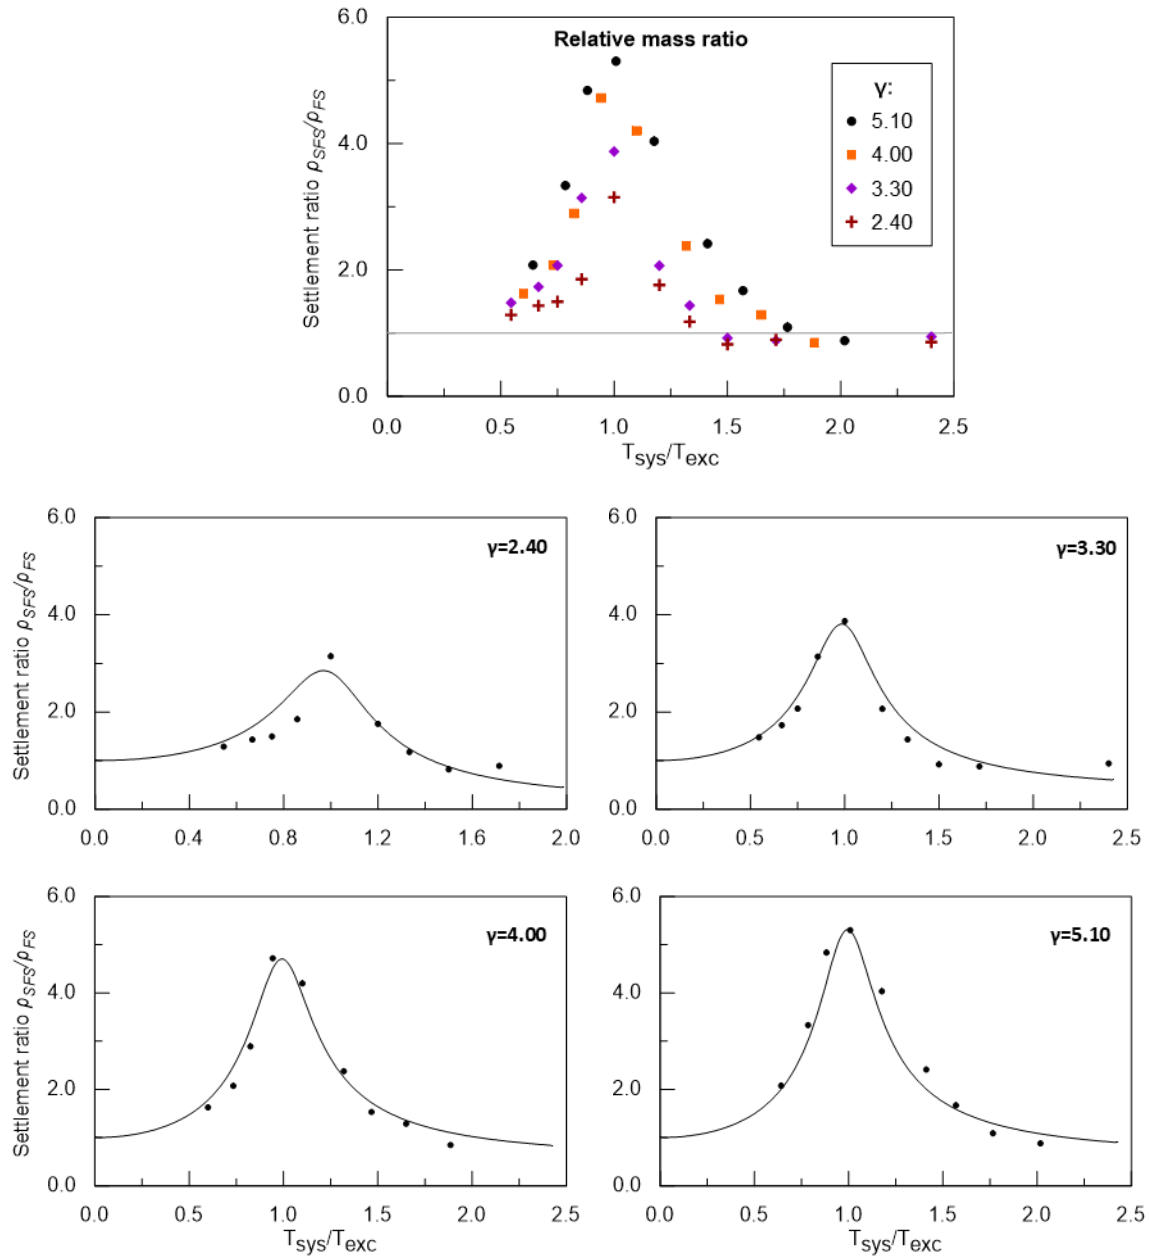 6.0
Relative mass ratio
γ:
5.10
4.00
3.30
2.40
4.0
2.0
0.0
Settlement ratio ρSFS/ρFS
0.0 0.5 1.0 1.5 2.0 2.5
Tsys/Texc
6.0
γ=2.40
4.0
2.0
0.0
Settlement ratio ρSFS/ρFS
0.0 0.4 0.8 1.2 1.6 2.0
6.0
γ=3.30
4.0
2.0
0.0
0.0 0.5 1.0 1.5 2.0 2.5
6.0
γ=4.00
4.0
2.0
0.0
Settlement ratio ρSFS/ρFS
0.0 0.5 1.0 1.5 2.0 2.5
Tsys/Texc
6.0
γ=5.10
4.0
2.0
0.0
0.0 0.5 1.0 1.5 2.0 2.5
Tsys/Texc